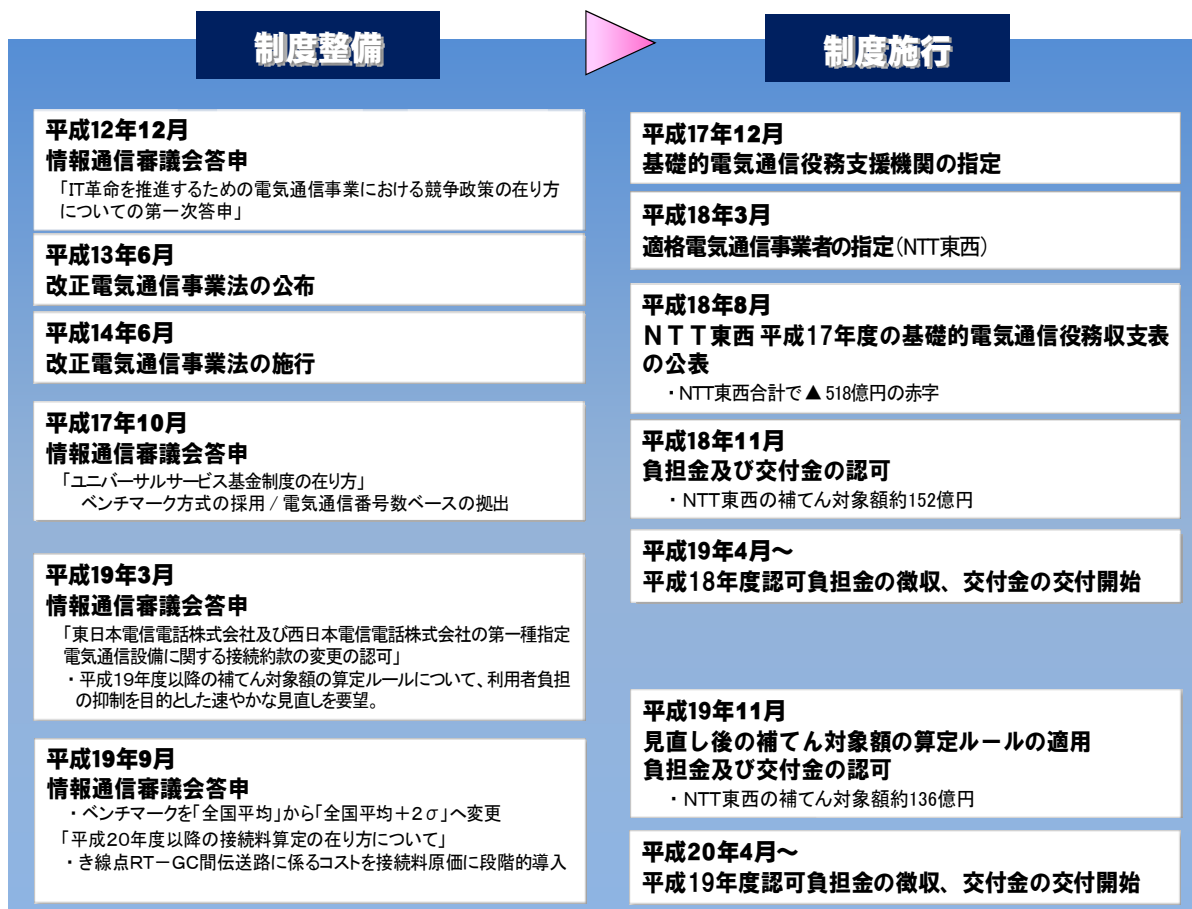 制度整備
平成12年12月
情報通信審議会答申
「IT革命を推進するための電気通信事業における競争政策の在り方
についての第一次答申」
平成13年6月
改正電気通信事業法の公布
平成14年6月
改正電気通信事業法の施行
平成17年10月
情報通信審議会答申
「ユニバーサルサービス基金制度の在り方」
ベンチマーク方式の採用 / 電気通信番号数ベースの拠出
平成19年3月
情報通信審議会答申
「東日本電信電話株式会社及び西日本電信電話株式会社の第一種指定
電気通信設備に関する接続約款の変更の認可」
・平成19年度以降の補てん対象額の算定ルールについて、利用者負担
の抑制を目的とした速やかな見直しを要望。
平成19年9月
情報通信審議会答申
・ベンチマークを「全国平均」から「全国平均＋2σ」へ変更
「平成20年度以降の接続料算定の在り方について」
・き線点RT－GC間伝送路に係るコストを接続料原価に段階的導入
制度施行
平成17年12月
基礎的電気通信役務支援機関の指定
平成18年3月
適格電気通信事業者の指定(NTT東西)
平成18年8月
ＮＴＴ東西 平成17年度の基礎的電気通信役務収支表
の公表
・NTT東西合計で▲518億円の赤字
平成18年11月
負担金及び交付金の認可
・NTT東西の補てん対象額約152億円
平成19年4月～
平成18年度認可負担金の徴収、交付金の交付開始
平成19年11月
見直し後の補てん対象額の算定ルールの適用
負担金及び交付金の認可
・NTT東西の補てん対象額約136億円
平成20年4月～
平成19年度認可負担金の徴収、交付金の交付開始